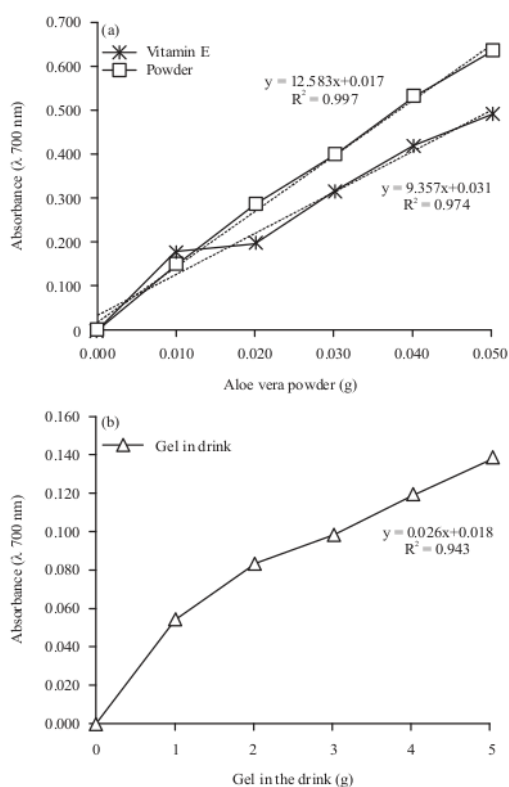 (a)
Vitamin E
Powder
y = 12.583x+0.017
R² = 0.997
y = 9.357x+0.031
R² = 0.974
Absorbance (λ 700 nm)
0.700
0.600
0.500
0.400
0.300
0.200
0.100
0
0.000 0.010 0.020 0.030 0.040 0.050
Aloe vera powder (g)
(b)
Gel in drink
y = 0.026x+0.018
R² = 0.943
Absorbance (λ 700 nm)
0.160
0.140
0.120
0.100
0.080
0.060
0.040
0.020
0.000
0 1 2 3 4 5
Gel in the drink (g)